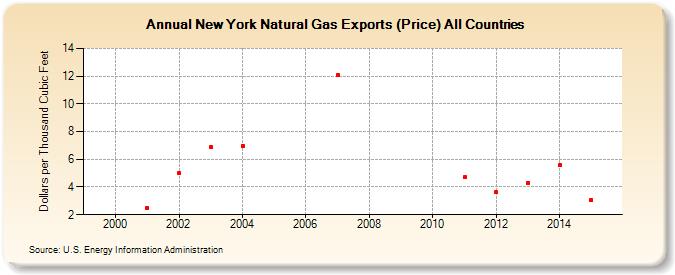 Annual New York Natural Gas Exports (Price) All Countries
Dollars per Thousand Cubic Feet
14
12
10
8
6
4
2
2000 2002 2004 2006 2008 2010 2012 2014
Source: U.S. Energy Information Administration